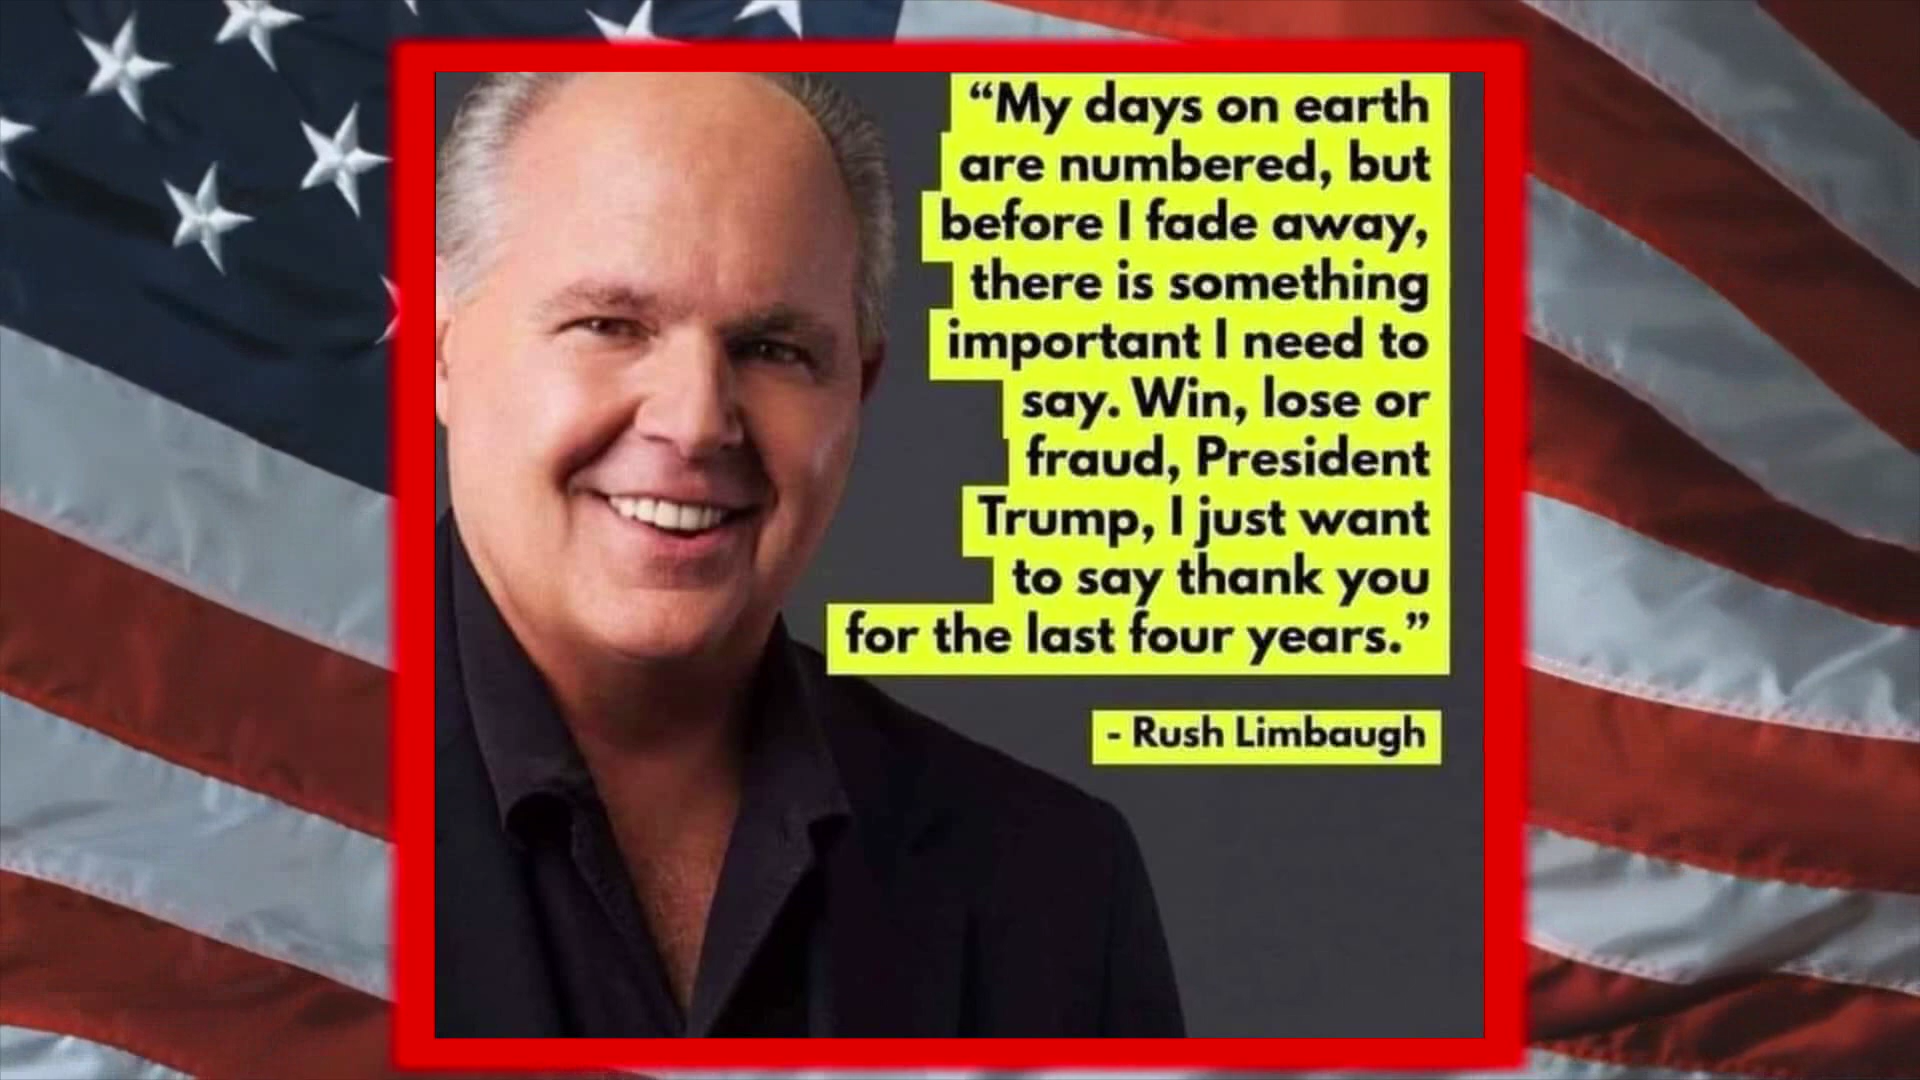 “My days on earth
are numbered, but
before I fade away,
there is something
important I need to
say. Win, lose or
fraud, President
Trump, I just want
to say thank you
for the last four years.”
- Rush Limbaugh